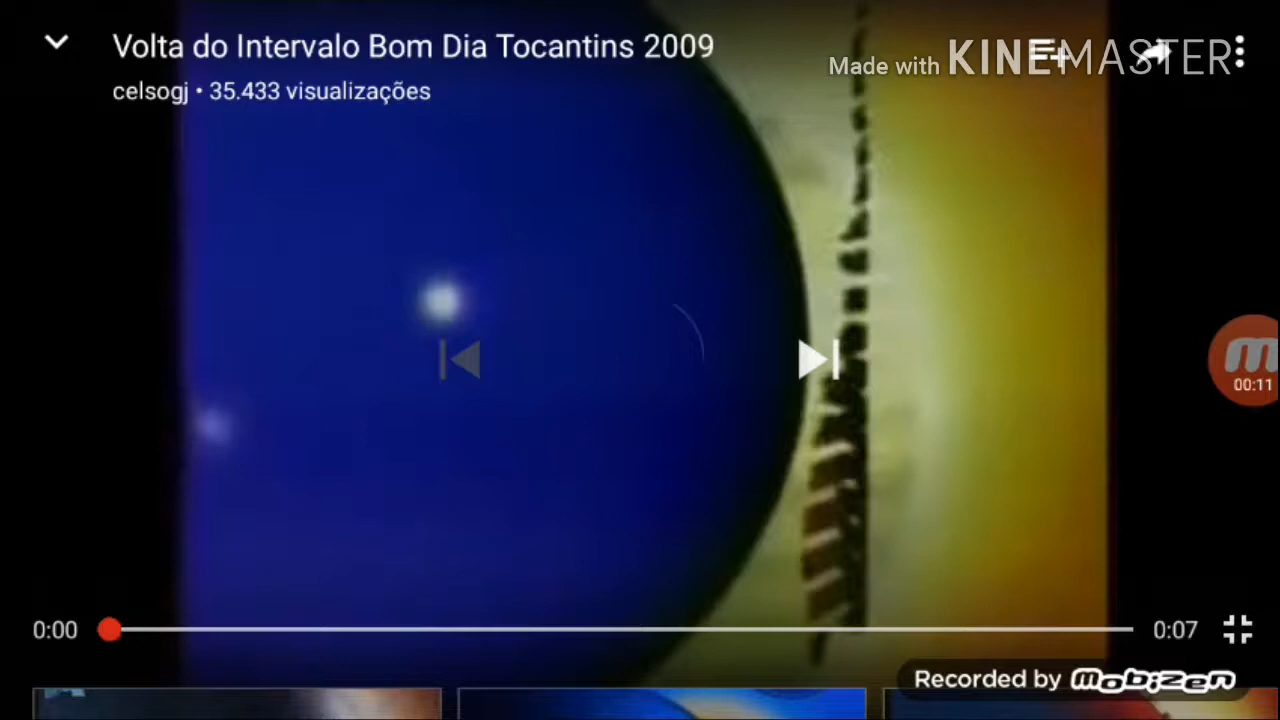 Volta do Intervalo Bom Dia Tocantins 2009
celsogj • 35.433 visualizações
Made with KINEMASTER
00:11
0:00
0:07
Recorded by mobizen